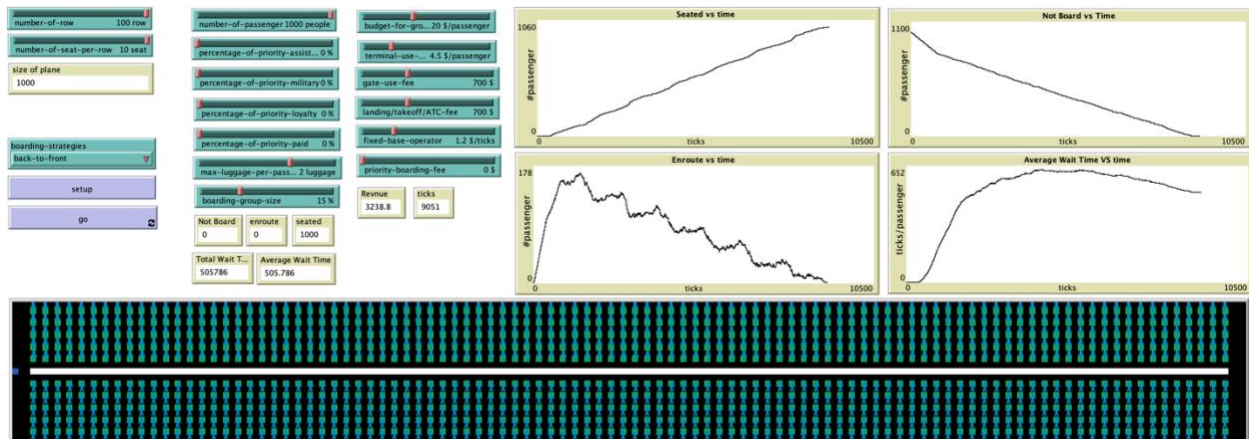 number-of-row 100 row
number-of-seat-per-row 10 seat
size of plane
1000
boarding-strategies
back-to-front
setup
go
number-of-passenger 1000 people
percentage-of-priority-assist... 0 %
percentage-of-priority-military 0 %
percentage-of-priority-loyalty 0 %
percentage-of-priority-paid 0 %
max-luggage-per-pass... 2 luggage
boarding-group-size 15 %
Not Board
0
enroute
0
seated
1000
Total Wait T...
505786
Average Wait Time
505.786
budget-for-gro... 20 $/passenger
terminal-use-... 4.5 $/passenger
gate-use-fee 700 $
landing/takeoff/ATC-fee 700 $
fixed-base-operator 1.2 $/ticks
priority-boarding-fee 0 $
Revnue
3238.8
ticks
9051
Seated vs time
1060
#passenger
0
0
ticks
10500
Not Board vs Time
1100
#passenger
0
0
ticks
10500
Enroute vs time
178
#passenger
0
0
ticks
10500
Average Wait Time VS time
652
ticks/passenger
0
0
ticks
10500